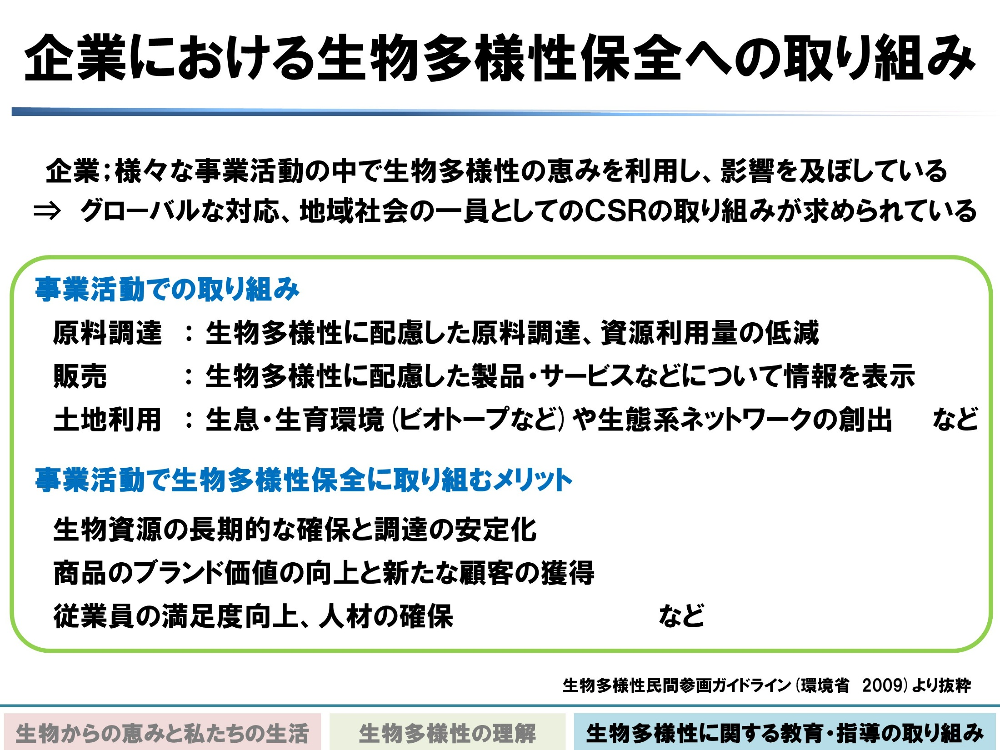 企業における生物多様性保全への取り組み
企業；様々な事業活動の中で生物多様性の恵みを利用し、影響を及ぼしている
⇒　グローバルな対応、地域社会の一員としてのCSRの取り組みが求められている
事業活動での取り組み
原料調達　：　生物多様性に配慮した原料調達、資源利用量の低減
販売　　　：　生物多様性に配慮した製品・サービスなどについて情報を表示
土地利用　：　生息・生育環境（ビオトープなど）や生態系ネットワークの創出　　など
事業活動で生物多様性保全に取り組むメリット
生物資源の長期的な確保と調達の安定化
商品のブランド価値の向上と新たな顧客の獲得
従業員の満足度向上、人材の確保　　　　　　　など
生物多様性民間参画ガイドライン（環境省　2009）より抜粋
生物からの恵みと私たちの生活　生物多様性の理解　生物多様性に関する教育・指導の取り組み